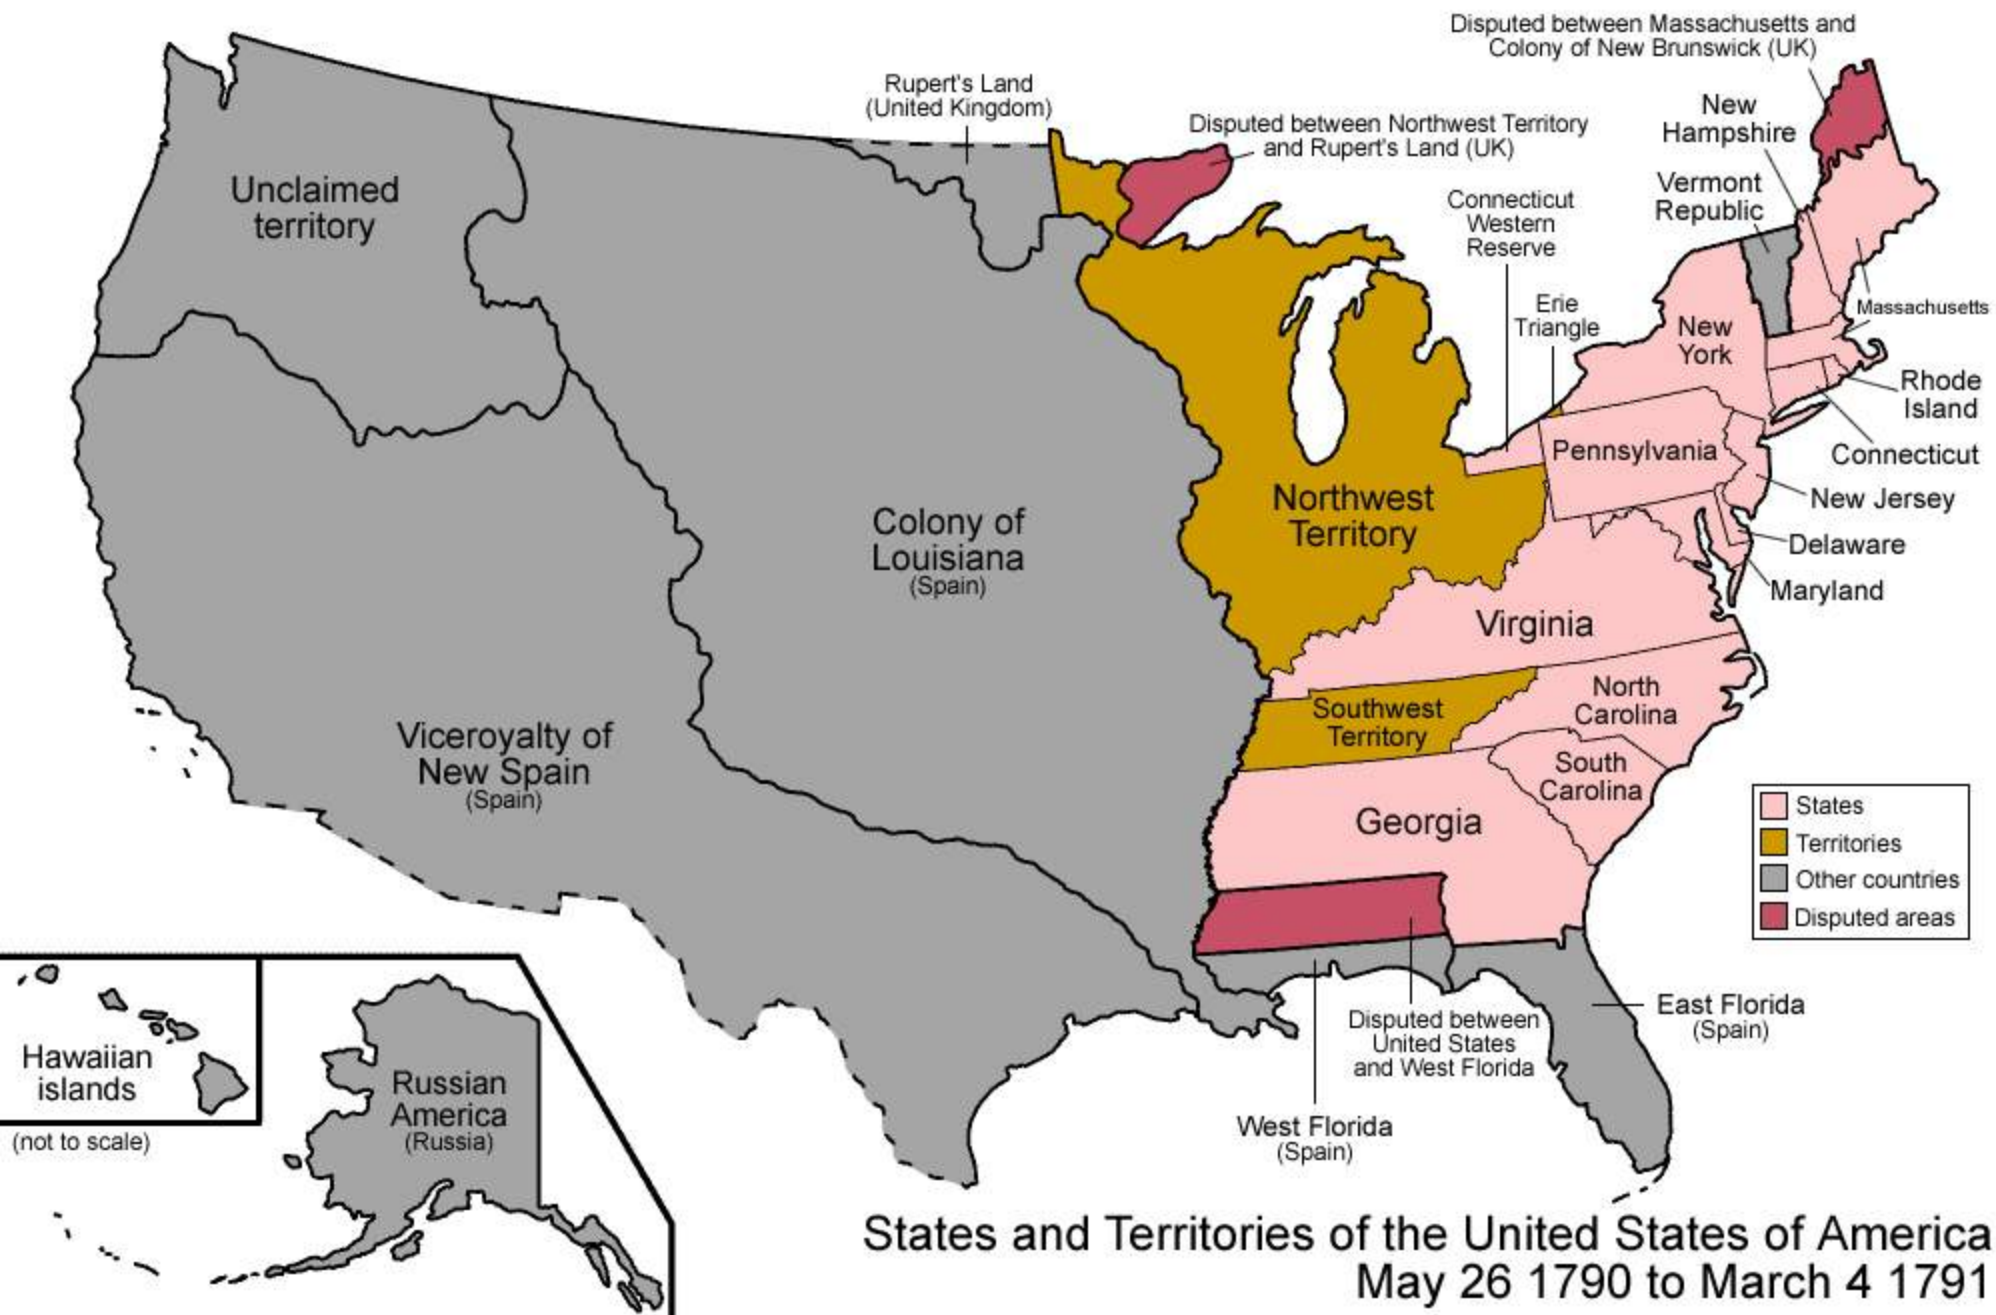 Disputed between Massachusetts and
Colony of New Brunswick (UK)
Rupert's Land
(United Kingdom)
New
Hampshire
Disputed between Northwest Territory
and Rupert's Land (UK)
Unclaimed
territory
Vermont
Republic
Connecticut
Western
Reserve
Erie
Triangle
Massachusetts
New
York
Rhode
Island
Pennsylvania
Connecticut
Northwest
Territory
New Jersey
Colony of
Louisiana
(Spain)
Delaware
Maryland
Virginia
North
Carolina
Southwest
Territory
Viceroyalty of
New Spain
(Spain)
South
Carolina
Georgia
States
Territories
Other countries
Disputed areas
East Florida
(Spain)
Disputed between
United States
and West Florida
West Florida
(Spain)
Hawaiian
islands
(not to scale)
Russian
America
(Russia)
States and Territories of the United States of America
May 26 1790 to March 4 1791